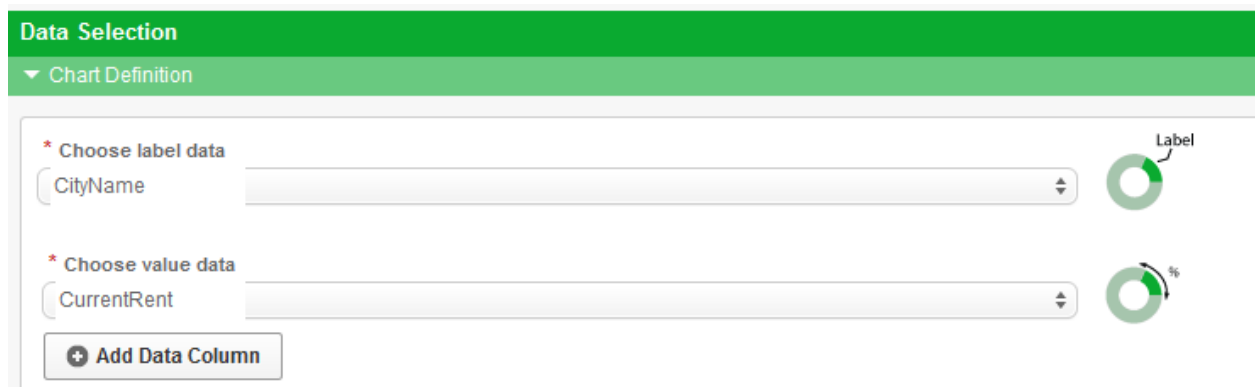 Data Selection
Chart Definition
* Choose label data
Label
CityName
* Choose value data
%
CurrentRent
Add Data Column